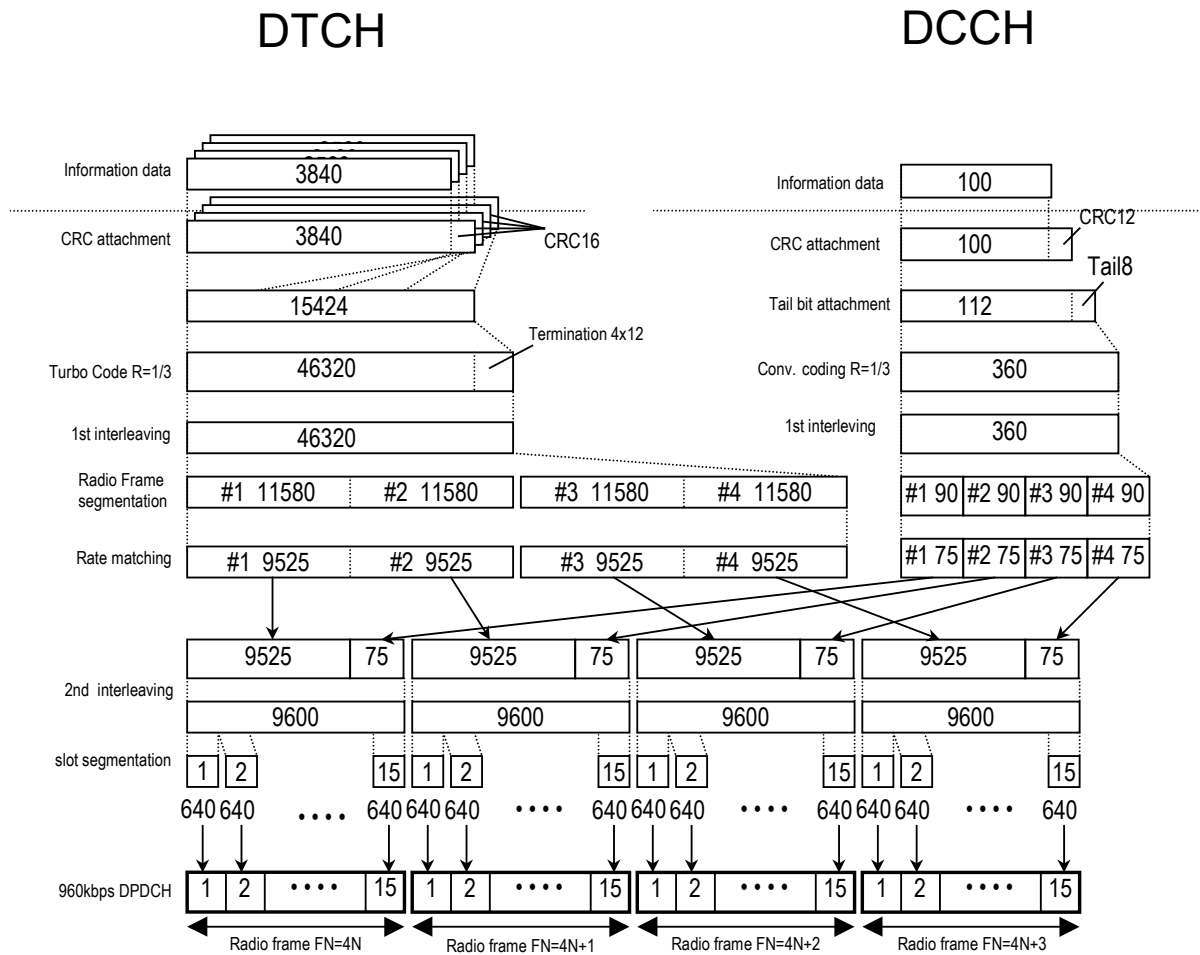 DTCH DCCH
Information data 3840 Information data 100
CRC attachment 3840 CRC16 CRC attachment 100 CRC12
15424 Tail bit attachment 112 Tail8
Termination 4x12
Turbo Code R=1/3 46320 Conv. coding R=1/3 360
1st interleaving 46320 1st interleving 360
Radio Frame
segmentation
#1 11580 #2 11580 #3 11580 #4 11580 #1 90 #2 90 #3 90 #4 90
Rate matching #1 9525 #2 9525 #3 9525 #4 9525 #1 75 #2 75 #3 75 #4 75
9525 75 9525 75 9525 75 9525 75
2nd interleaving
9600 9600 9600 9600
slot segmentation 1 2 15 1 2 15 1 2 15 1 2 15
640 640 •••• 640 640 640 •••• 640 640 640 •••• 640 640 640 •••• 640
960kbps DPDCH 1 2 •••• 15 1 2 •••• 15 1 2 •••• 15 1 2 •••• 15
Radio frame FN=4N Radio frame FN=4N+1 Radio frame FN=4N+2 Radio frame FN=4N+3